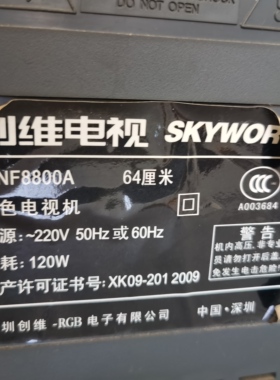 DO NOT OPEN
创维电视 SKYWOR
NF8800A 64厘米
色电视机
源:~220V 50Hz 或 60Hz
耗:120W
产许可证书号:XK09-201 2009
圳创维-RGB 电子有限公司 中国·深圳
A003684
警告
机内高压,非专
员请勿打开后盖
免发生电击危险